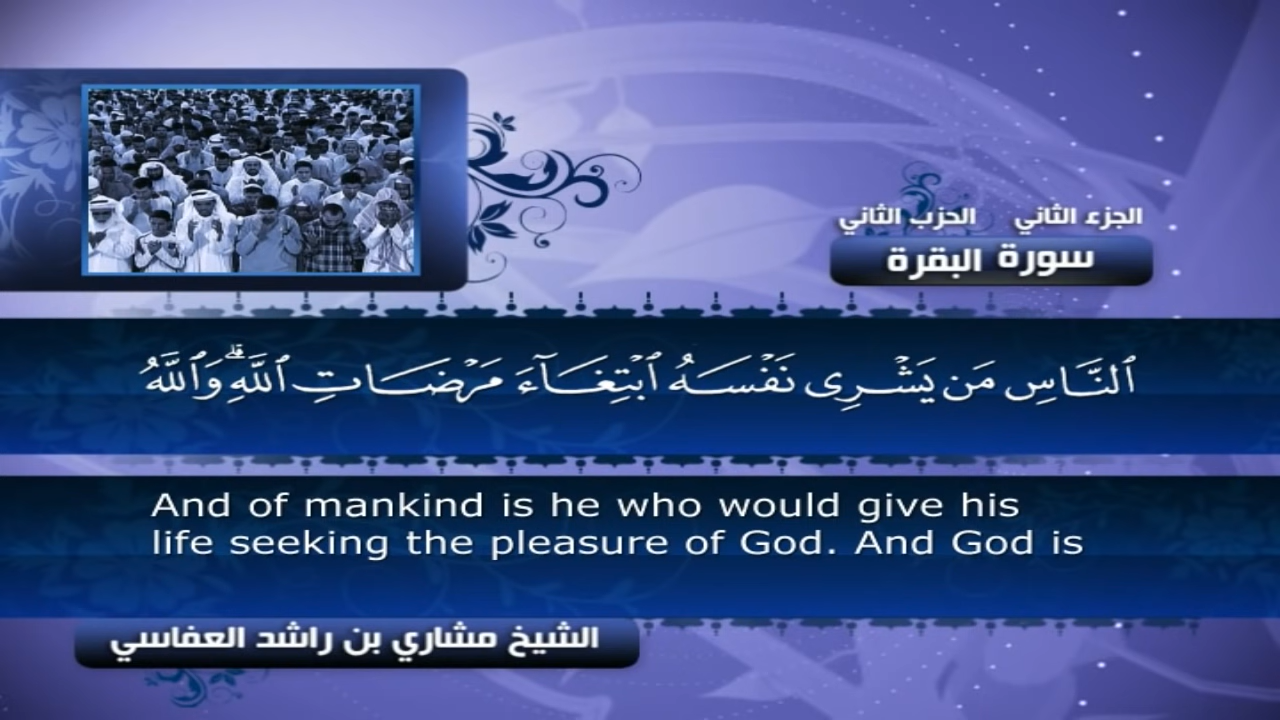 الجزء الثاني الحزب الثاني
سورة البقرة
ٱلنَّاسِ مَن يَشْرِى نَفْسَهُ ٱبْتِغَآءَ مَرْضَاتِ ٱللَّهِ ۗ وَٱللَّهُ
And of mankind is he who would give his
life seeking the pleasure of God. And God is
الشيخ مشاري بن راشد العفاسي